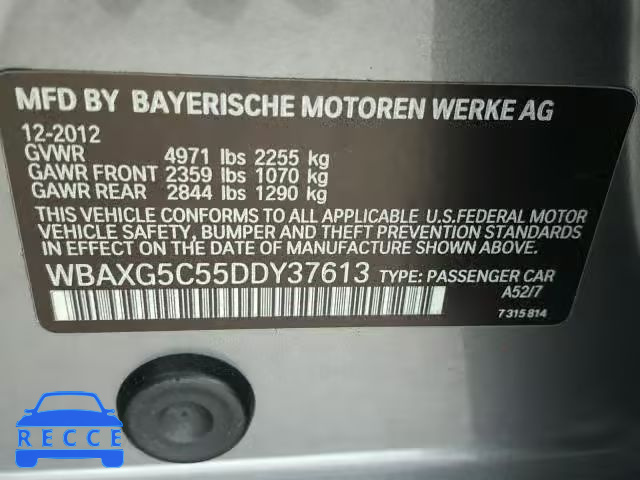 MFD BY BAYERISCHE MOTOREN WERKE AG
12-2012
GVWR 4971 lbs 2255 kg
GAWR FRONT 2359 lbs 1070 kg
GAWR REAR 2844 lbs 1290 kg
THIS VEHICLE CONFORMS TO ALL APPLICABLE U.S.FEDERAL MOTOR
VEHICLE SAFETY, BUMPER AND THEFT PREVENTION STANDARDS
IN EFFECT ON THE DATE OF MANUFACTURE SHOWN ABOVE.
WBAXG5C55DDY37613 TYPE: PASSENGER CAR
A52/7
7315814
RECCE